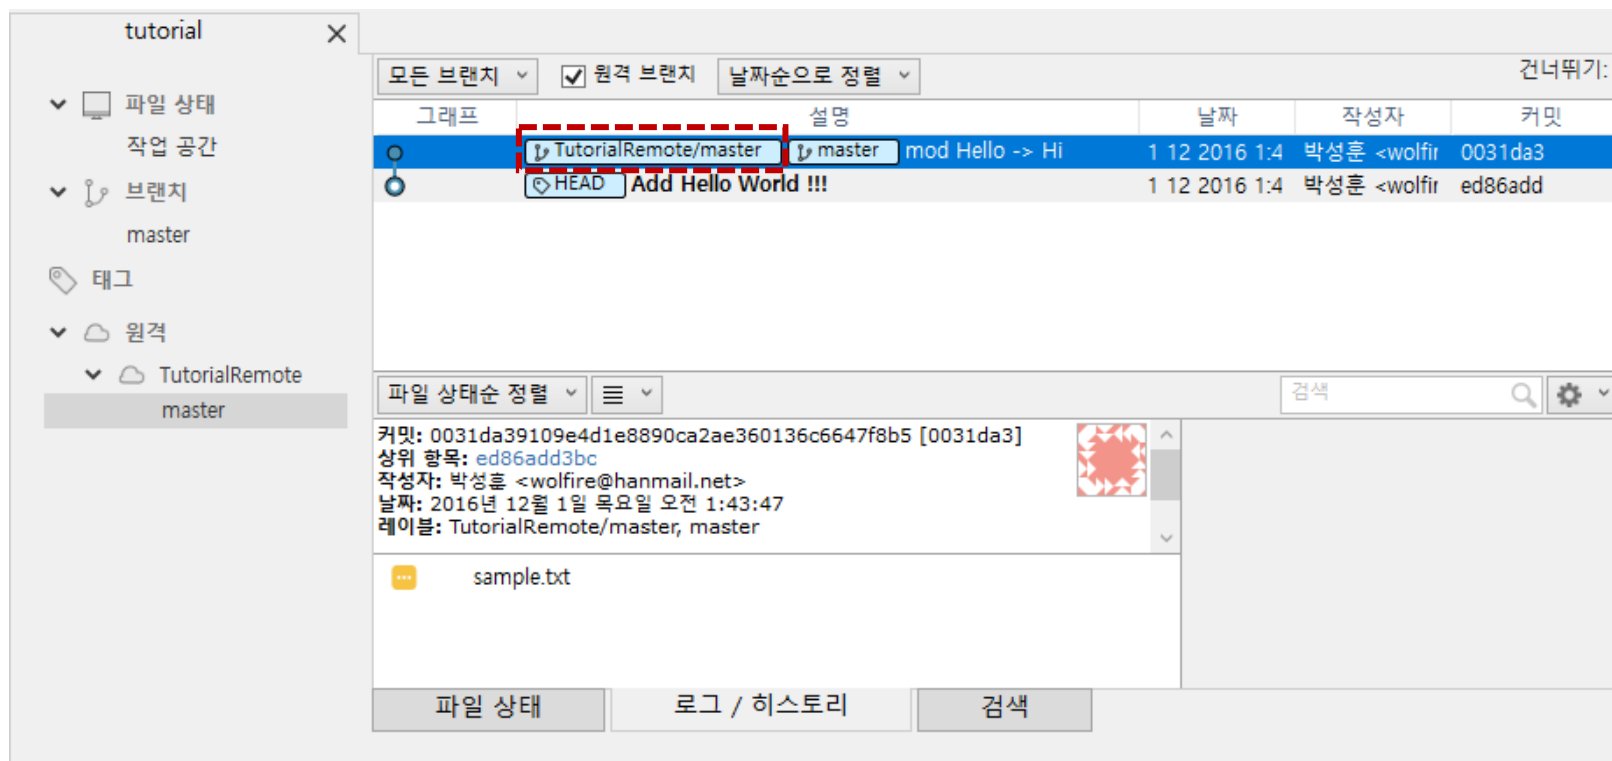 tutorial
파일 상태
작업 공간
브랜치
master
태그
원격
TutorialRemote
master
모든 브랜치 원격 브랜치 날짜순으로 정렬 건너뛰기:
그래프 설명 날짜 작성자 커밋
TutorialRemote/master master mod Hello -> Hi 1 12 2016 1:4 박성훈 <wolfir 0031da3
HEAD Add Hello World !!! 1 12 2016 1:4 박성훈 <wolfir ed86add
파일 상태순 정렬 검색
커밋: 0031da39109e4d1e8890ca2ae360136c6647f8b5 [0031da3]
상위 항목: ed86add3bc
작성자: 박성훈 <wolfire@hanmail.net>
날짜: 2016년 12월 1일 목요일 오전 1:43:47
레이블: TutorialRemote/master, master
sample.txt
파일 상태 로그 / 히스토리 검색